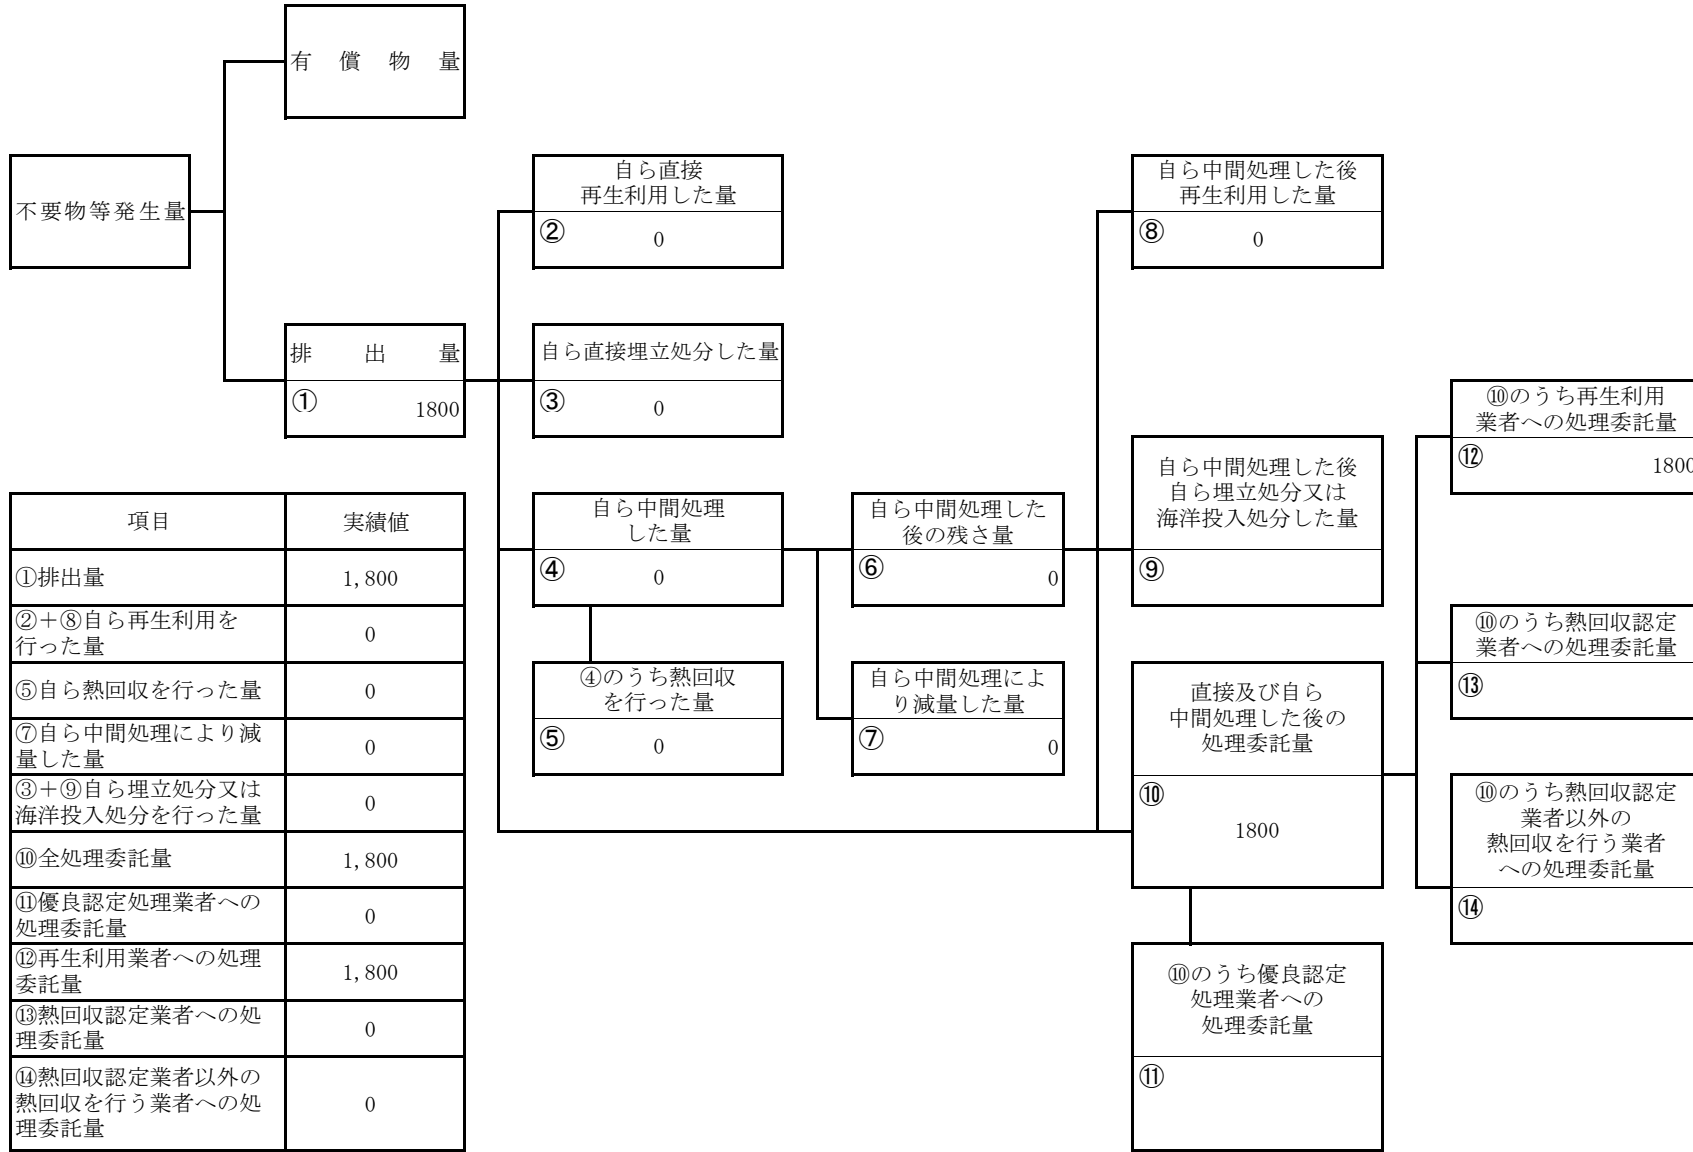 有償物量
不要物等発生量
排出量
①
1800
自ら直接
再生利用した量
②
0
自ら直接埋立処分した量
③
0
自ら中間処理
した量
④
0
④のうち熱回収
を行った量
⑤
0
自ら中間処理した
後の残さ量
⑥
0
自ら中間処理によ
り減量した量
⑦
0
自ら中間処理した後
再生利用した量
⑧
0
自ら中間処理した後
自ら埋立処分又は
海洋投入処分した量
⑨
直接及び自ら
中間処理した後の
処理委託量
⑩
1800
⑩のうち優良認定
処理業者への
処理委託量
⑪
⑩のうち再生利用
業者への処理委託量
⑫
1800
⑩のうち熱回収認定
業者への処理委託量
⑬
⑩のうち熱回収認定
業者以外の
熱回収を行う業者
への処理委託量
⑭
項目 実績値
①排出量 1,800
②＋⑧自ら再生利用を
行った量
0
⑤自ら熱回収を行った量 0
⑦自ら中間処理により減
量した量
0
③＋⑨自ら埋立処分又は
海洋投入処分を行った量
0
⑩全処理委託量 1,800
⑪優良認定処理業者への
処理委託量
0
⑫再生利用業者への処理
委託量
1,800
⑬熱回収認定業者への処
理委託量
0
⑭熱回収認定業者以外の
熱回収を行う業者への処
理委託量
0